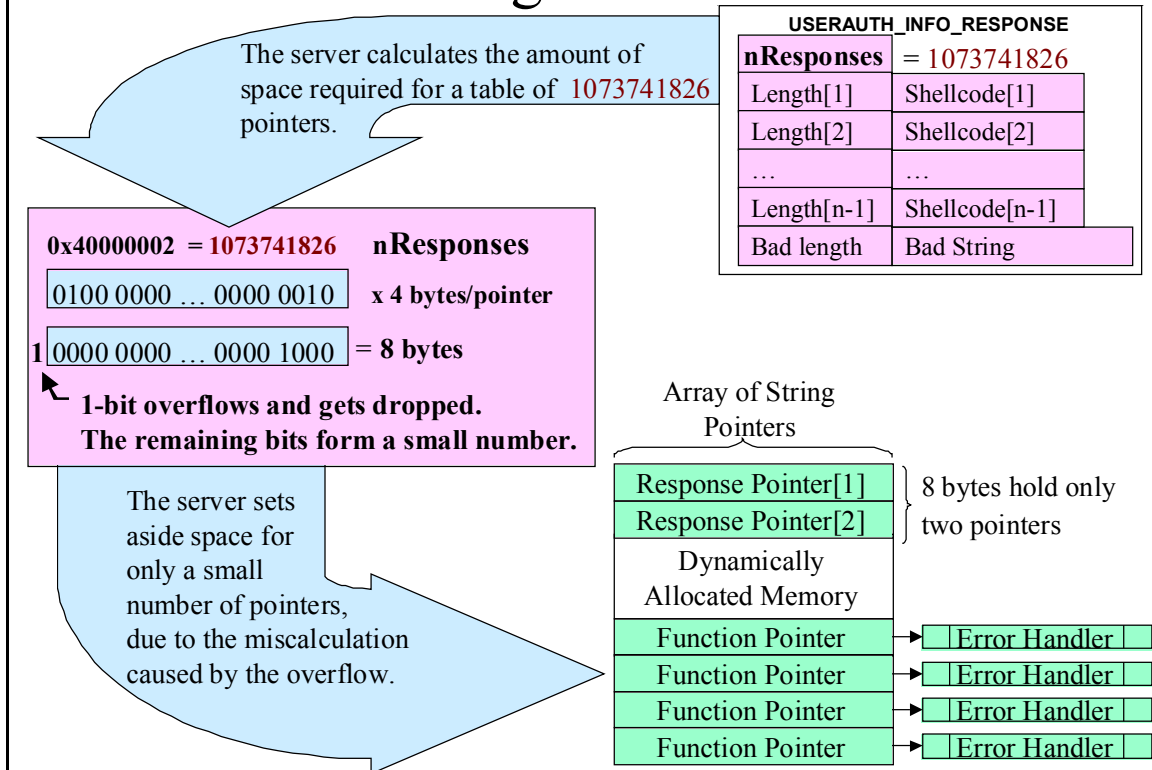 USERAUTH_INFO_RESPONSE
nResponses = 1073741826
Length[1] Shellcode[1]
Length[2] Shellcode[2]
… …
Length[n-1] Shellcode[n-1]
Bad length Bad String
The server calculates the amount of
space required for a table of 1073741826
pointers.
0x40000002 = 1073741826 nResponses
0100 0000 … 0000 0010 x 4 bytes/pointer
1 0000 0000 … 0000 1000 = 8 bytes
1-bit overflows and gets dropped.
The remaining bits form a small number.
The server sets
aside space for
only a small
number of pointers,
due to the miscalculation
caused by the overflow.
Array of String
Pointers
Response Pointer[1]
Response Pointer[2]
8 bytes hold only
two pointers
Dynamically
Allocated Memory
Function Pointer Error Handler
Function Pointer Error Handler
Function Pointer Error Handler
Function Pointer Error Handler